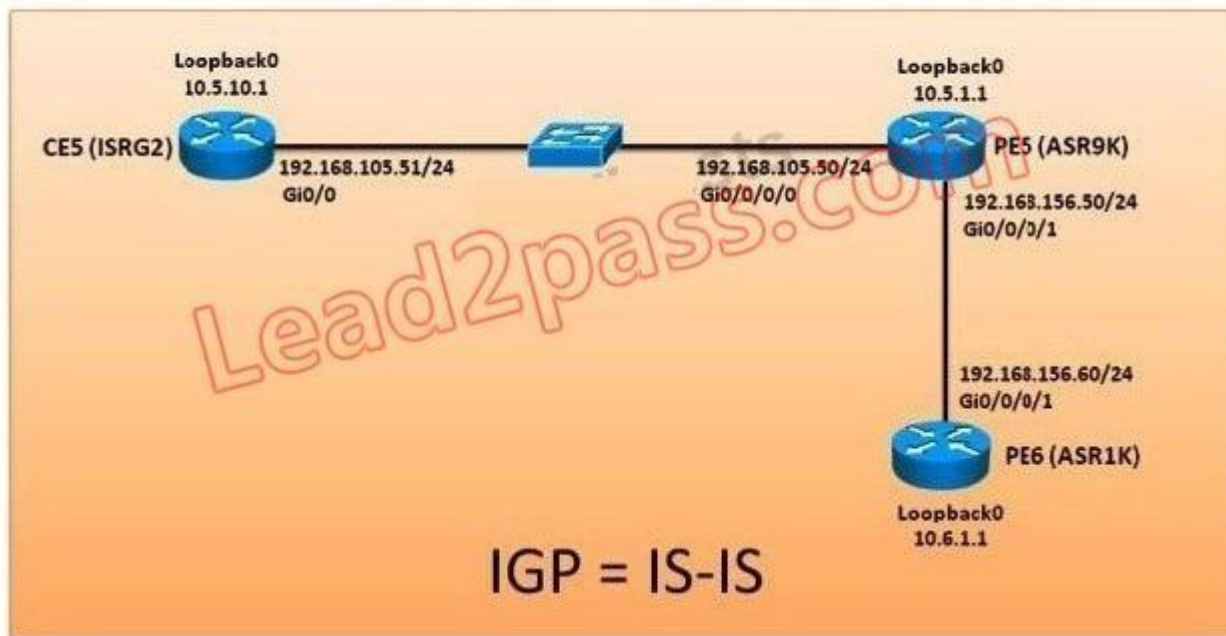 Loopback0
10.5.10.1
CE5 (ISRG2)
192.168.105.51/24
Gi0/0
Loopback0
10.5.1.1
PE5 (ASR9K)
192.168.105.50/24
Gi0/0/0/0
192.168.156.50/24
Gi0/0/0/1
Lead2pass.com
192.168.156.60/24
Gi0/0/0/1
PE6 (ASR1K)
Loopback0
10.6.1.1
IGP = IS-IS